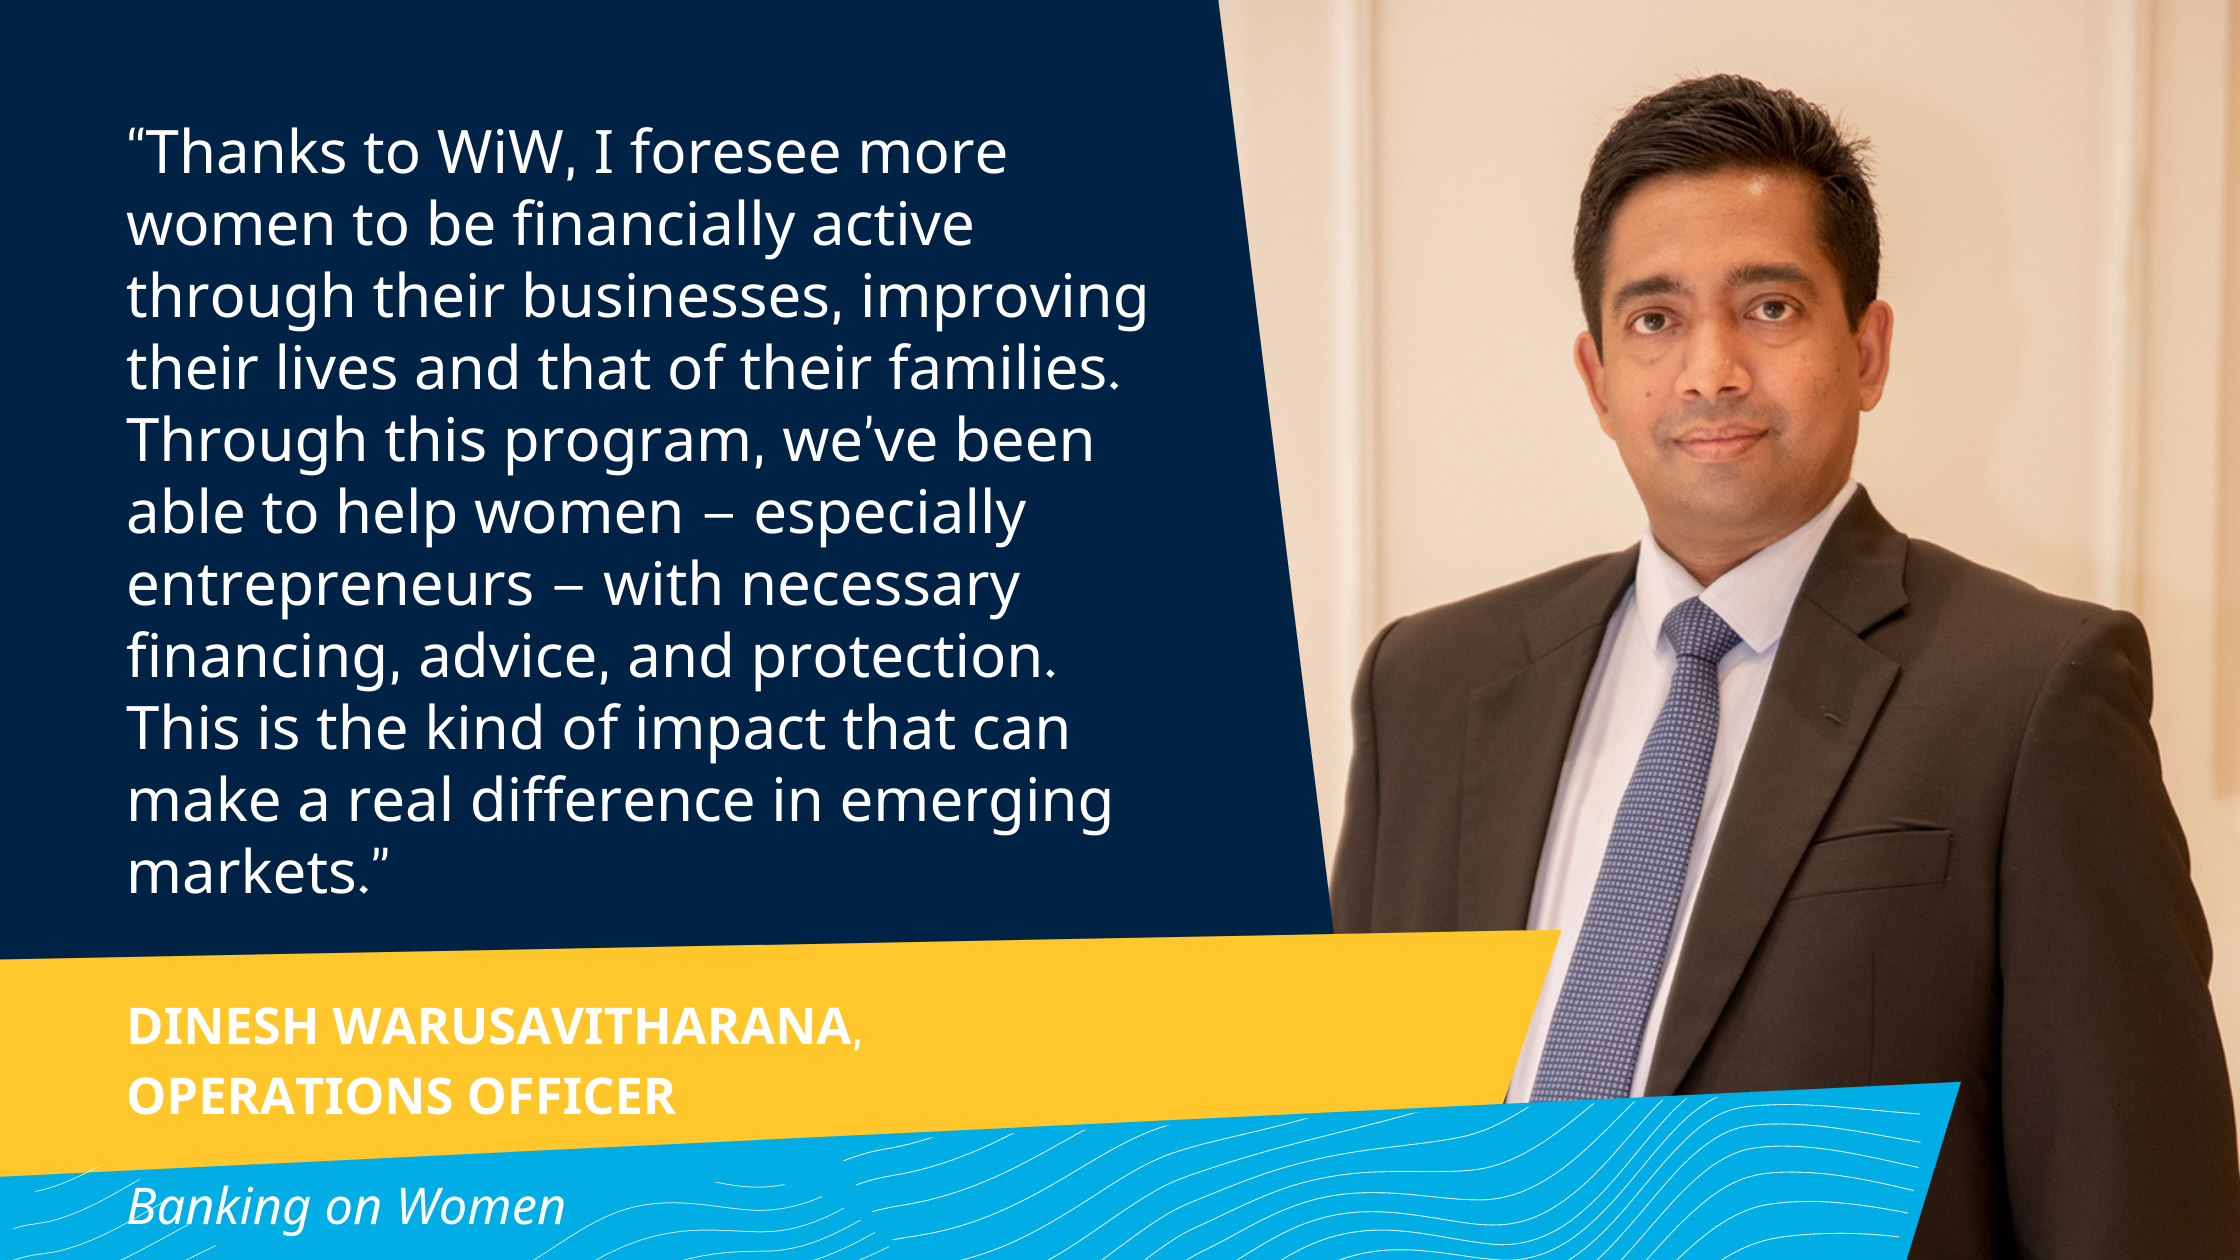 “Thanks to WiW, I foresee more
women to be financially active
through their businesses, improving
their lives and that of their families.
Through this program, we’ve been
able to help women – especially
entrepreneurs – with necessary
financing, advice, and protection.
This is the kind of impact that can
make a real difference in emerging
markets.”
DINESH WARUSAVITHARANA,
OPERATIONS OFFICER
Banking on Women